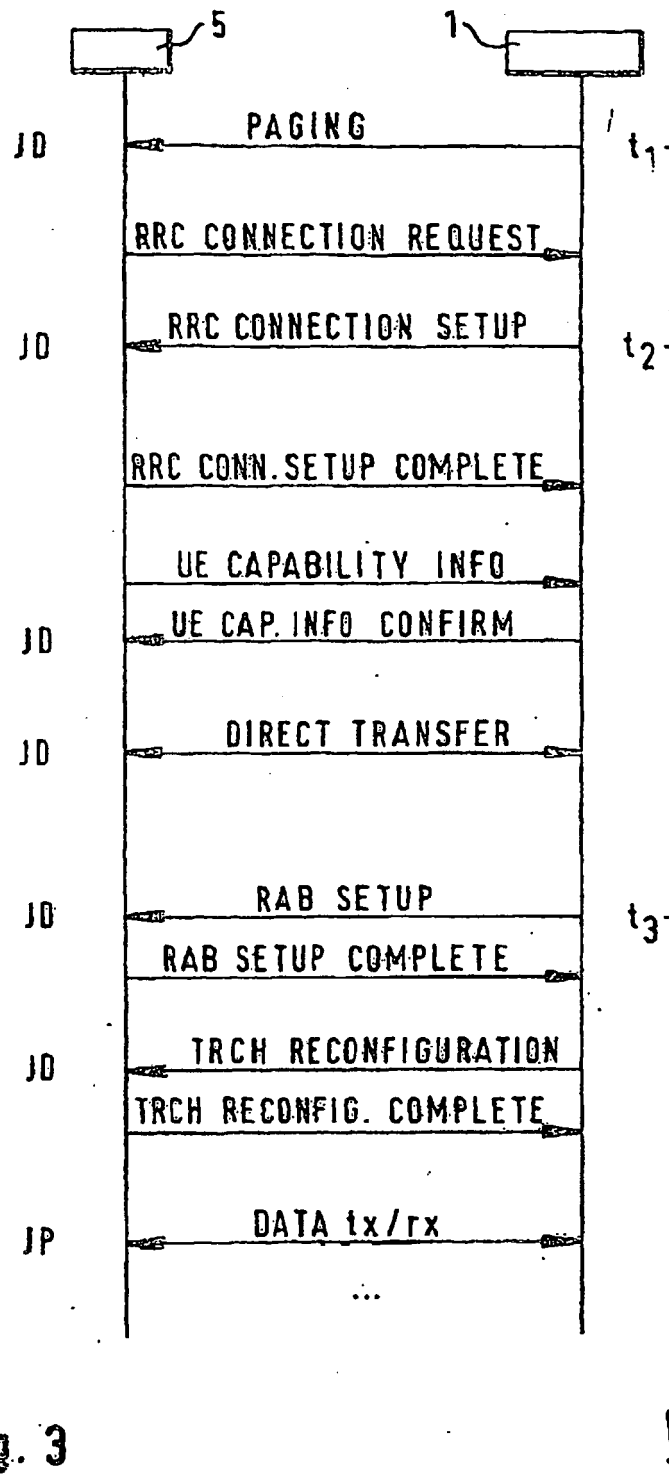 5 1
PAGING
JD t1
RRC CONNECTION REQUEST
RRC CONNECTION SETUP
JD t2
RRC CONN. SETUP COMPLETE
UE CAPABILITY INFO
UE CAP. INFO CONFIRM
JD
DIRECT TRANSFER
JD
RAB SETUP
JD t3
RAB SETUP COMPLETE
TRCH RECONFIGURATION
JD
TRCH RECONFIG. COMPLETE
DATA tx/rx
JP
...
. 3